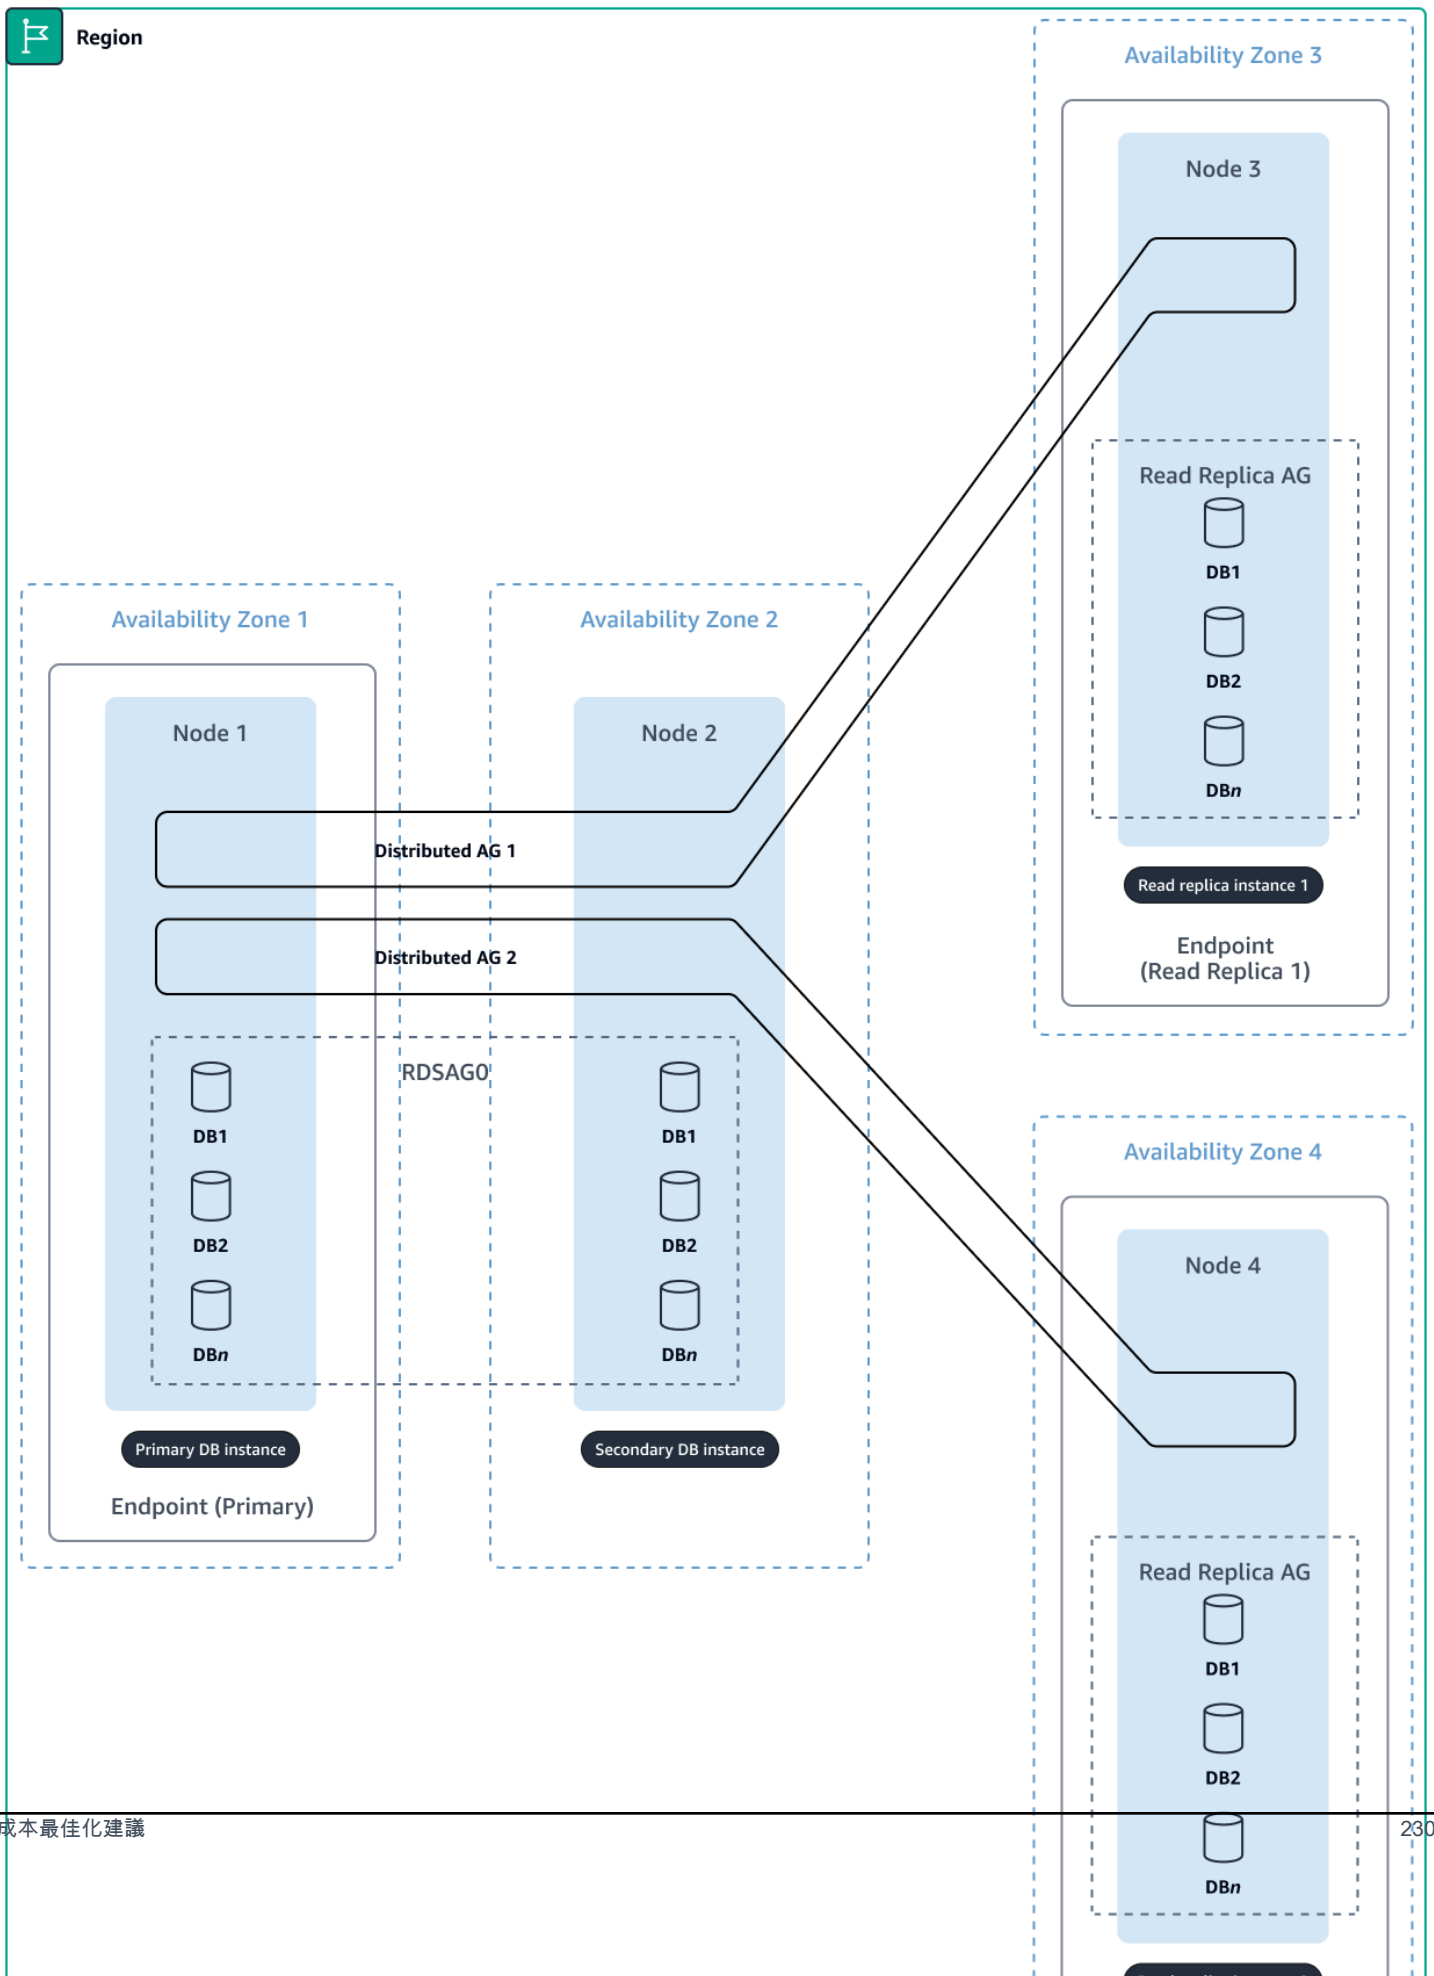 Region
Availability Zone 3
Node 3
Read Replica AG
DB1
DB2
DBn
Read replica instance 1
Endpoint
(Read Replica 1)
Availability Zone 1
Node 1
Availability Zone 2
Node 2
Distributed AG 1
Distributed AG 2
RDSAG0
DB1
DB2
DBn
Primary DB instance
Endpoint (Primary)
DB1
DB2
DBn
Secondary DB instance
Availability Zone 4
Node 4
Read Replica AG
DB1
DB2
DBn
成本最佳化建議
230